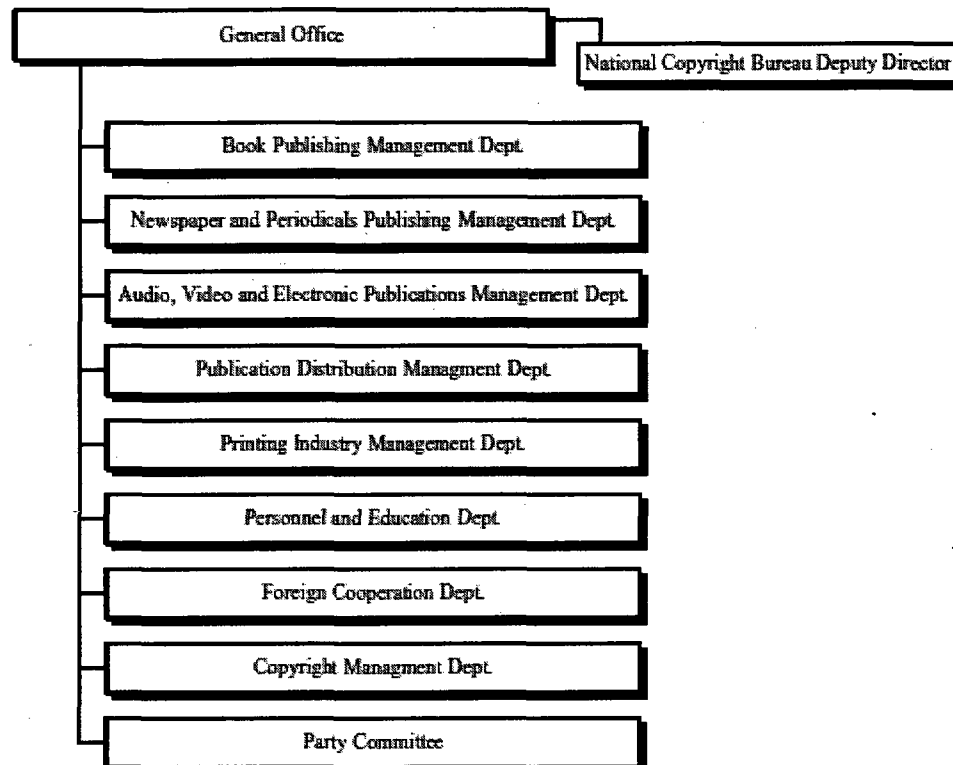 General Office
National Copyright Bureau Deputy Director
Book Publishing Management Dept.
Newspaper and Periodicals Publishing Management Dept.
Audio, Video and Electronic Publications Management Dept.
Publication Distribution Managment Dept.
Printing Industry Management Dept.
Personnel and Education Dept.
Foreign Cooperation Dept.
Copyright Managment Dept.
Party Committee